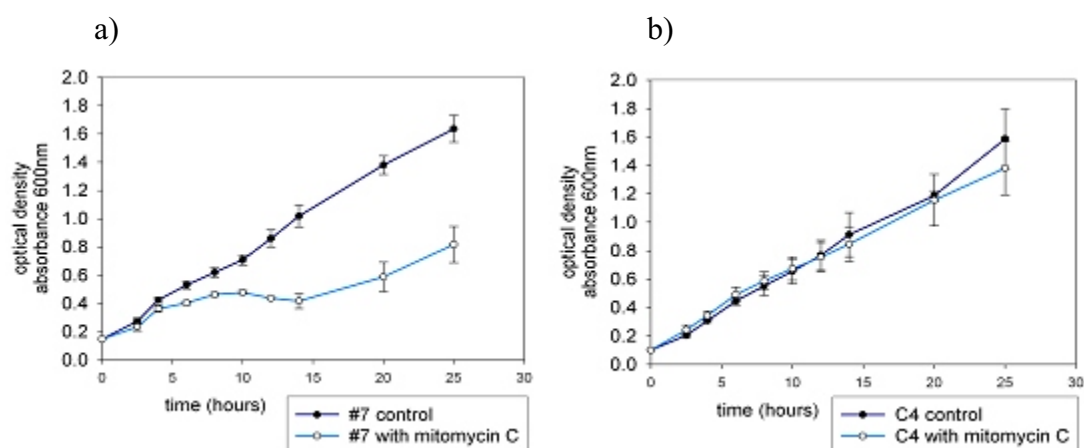 a)
optical density
absorbance 600nm
2.0
1.8
1.6
1.4
1.2
1.0
0.8
0.6
0.4
0.2
0.0
0 5 10 15 20 25 30
time (hours)
#7 control
#7 with mitomycin C
b)
optical density
absorbance 600nm
2.0
1.8
1.6
1.4
1.2
1.0
0.8
0.6
0.4
0.2
0.0
0 5 10 15 20 25 30
time (hours)
C4 control
C4 with mitomycin C